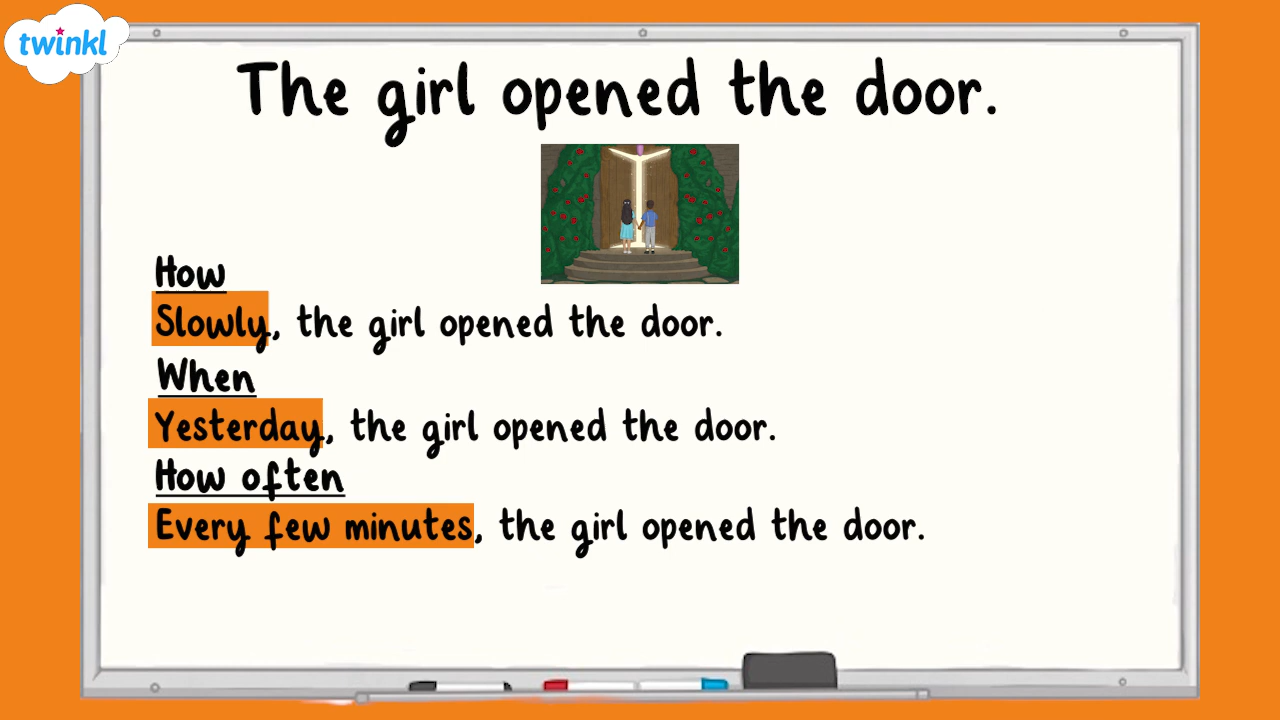 twinkl
The girl opened the door.
How
Slowly, the girl opened the door.
When
Yesterday, the girl opened the door.
How often
Every few minutes, the girl opened the door.